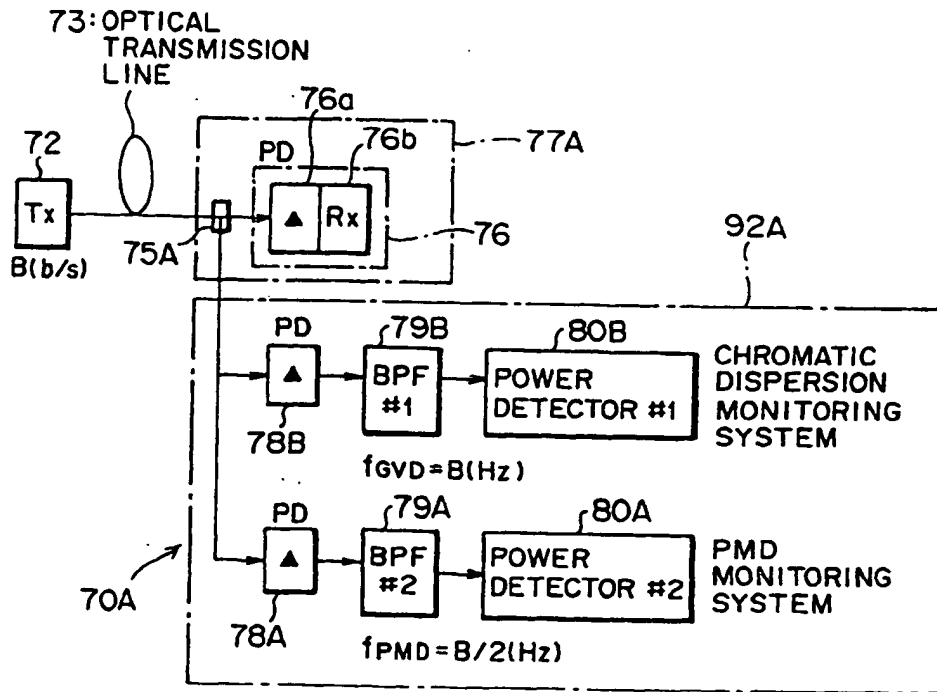 73: OPTICAL
TRANSMISSION
LINE
76a
76b
77A
72
PD
Tx
Rx
75A
76
B(b/s)
92A
PD
79B
80B
BPF
#1
POWER
DETECTOR #1
CHROMATIC
DISPERSION
MONITORING
SYSTEM
78B
fGVD=B(Hz)
PD
79A
80A
BPF
#2
POWER
DETECTOR #2
PMD
MONITORING
SYSTEM
70A
78A
fPMD=B/2(Hz)